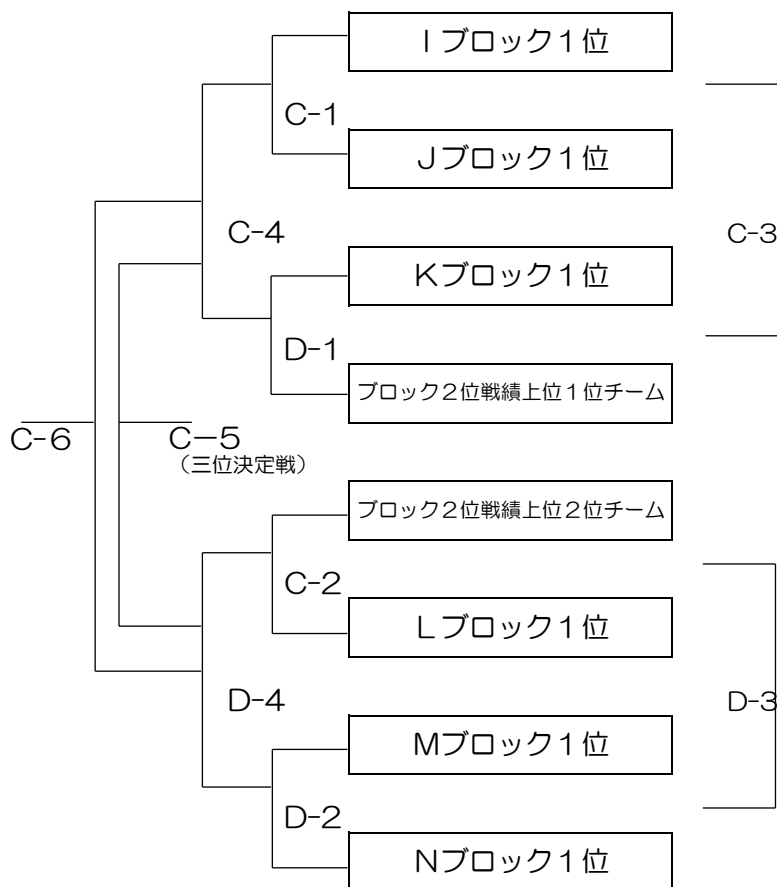 Ｉブロック１位
C-1
Ｊブロック１位
C-4
C-3
Ｋブロック１位
D-1
ブロック２位戦績上位１位チーム
C-6
C－5
（三位決定戦）
ブロック２位戦績上位２位チーム
C-2
Ｌブロック１位
D-4
D-3
Ｍブロック１位
D-2
Ｎブロック１位